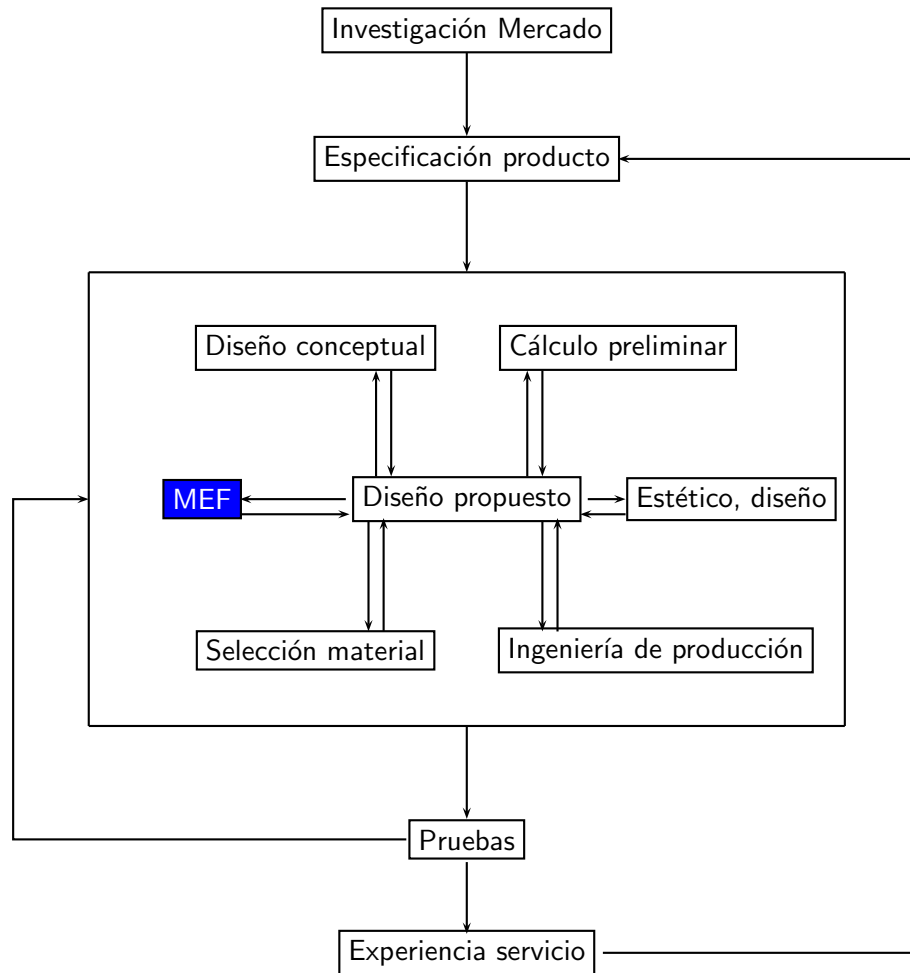 Investigación Mercado
Especificación producto
Diseño conceptual
Cálculo preliminar
MEF
Diseño propuesto
Estético, diseño
Selección material
Ingeniería de producción
Pruebas
Experiencia servicio